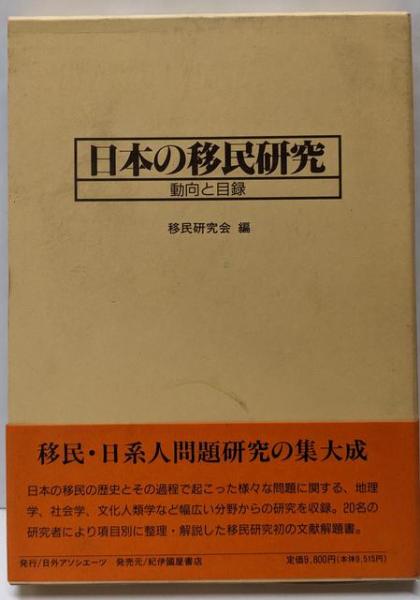 日本の移民研究
動向と目録
移民研究会 編
移民・日系人問題研究の集大成
日本の移民の歴史とその過程で起こった様々な問題に関する、地理
学、社会学、文化人類学など幅広い分野からの研究を収録。20名の
研究者により項目別に整理・解説した移民研究初の文献解題書。
発行/日外アソシエーツ 発売元/紀伊國屋書店 定価9,800円(本体9,515円)